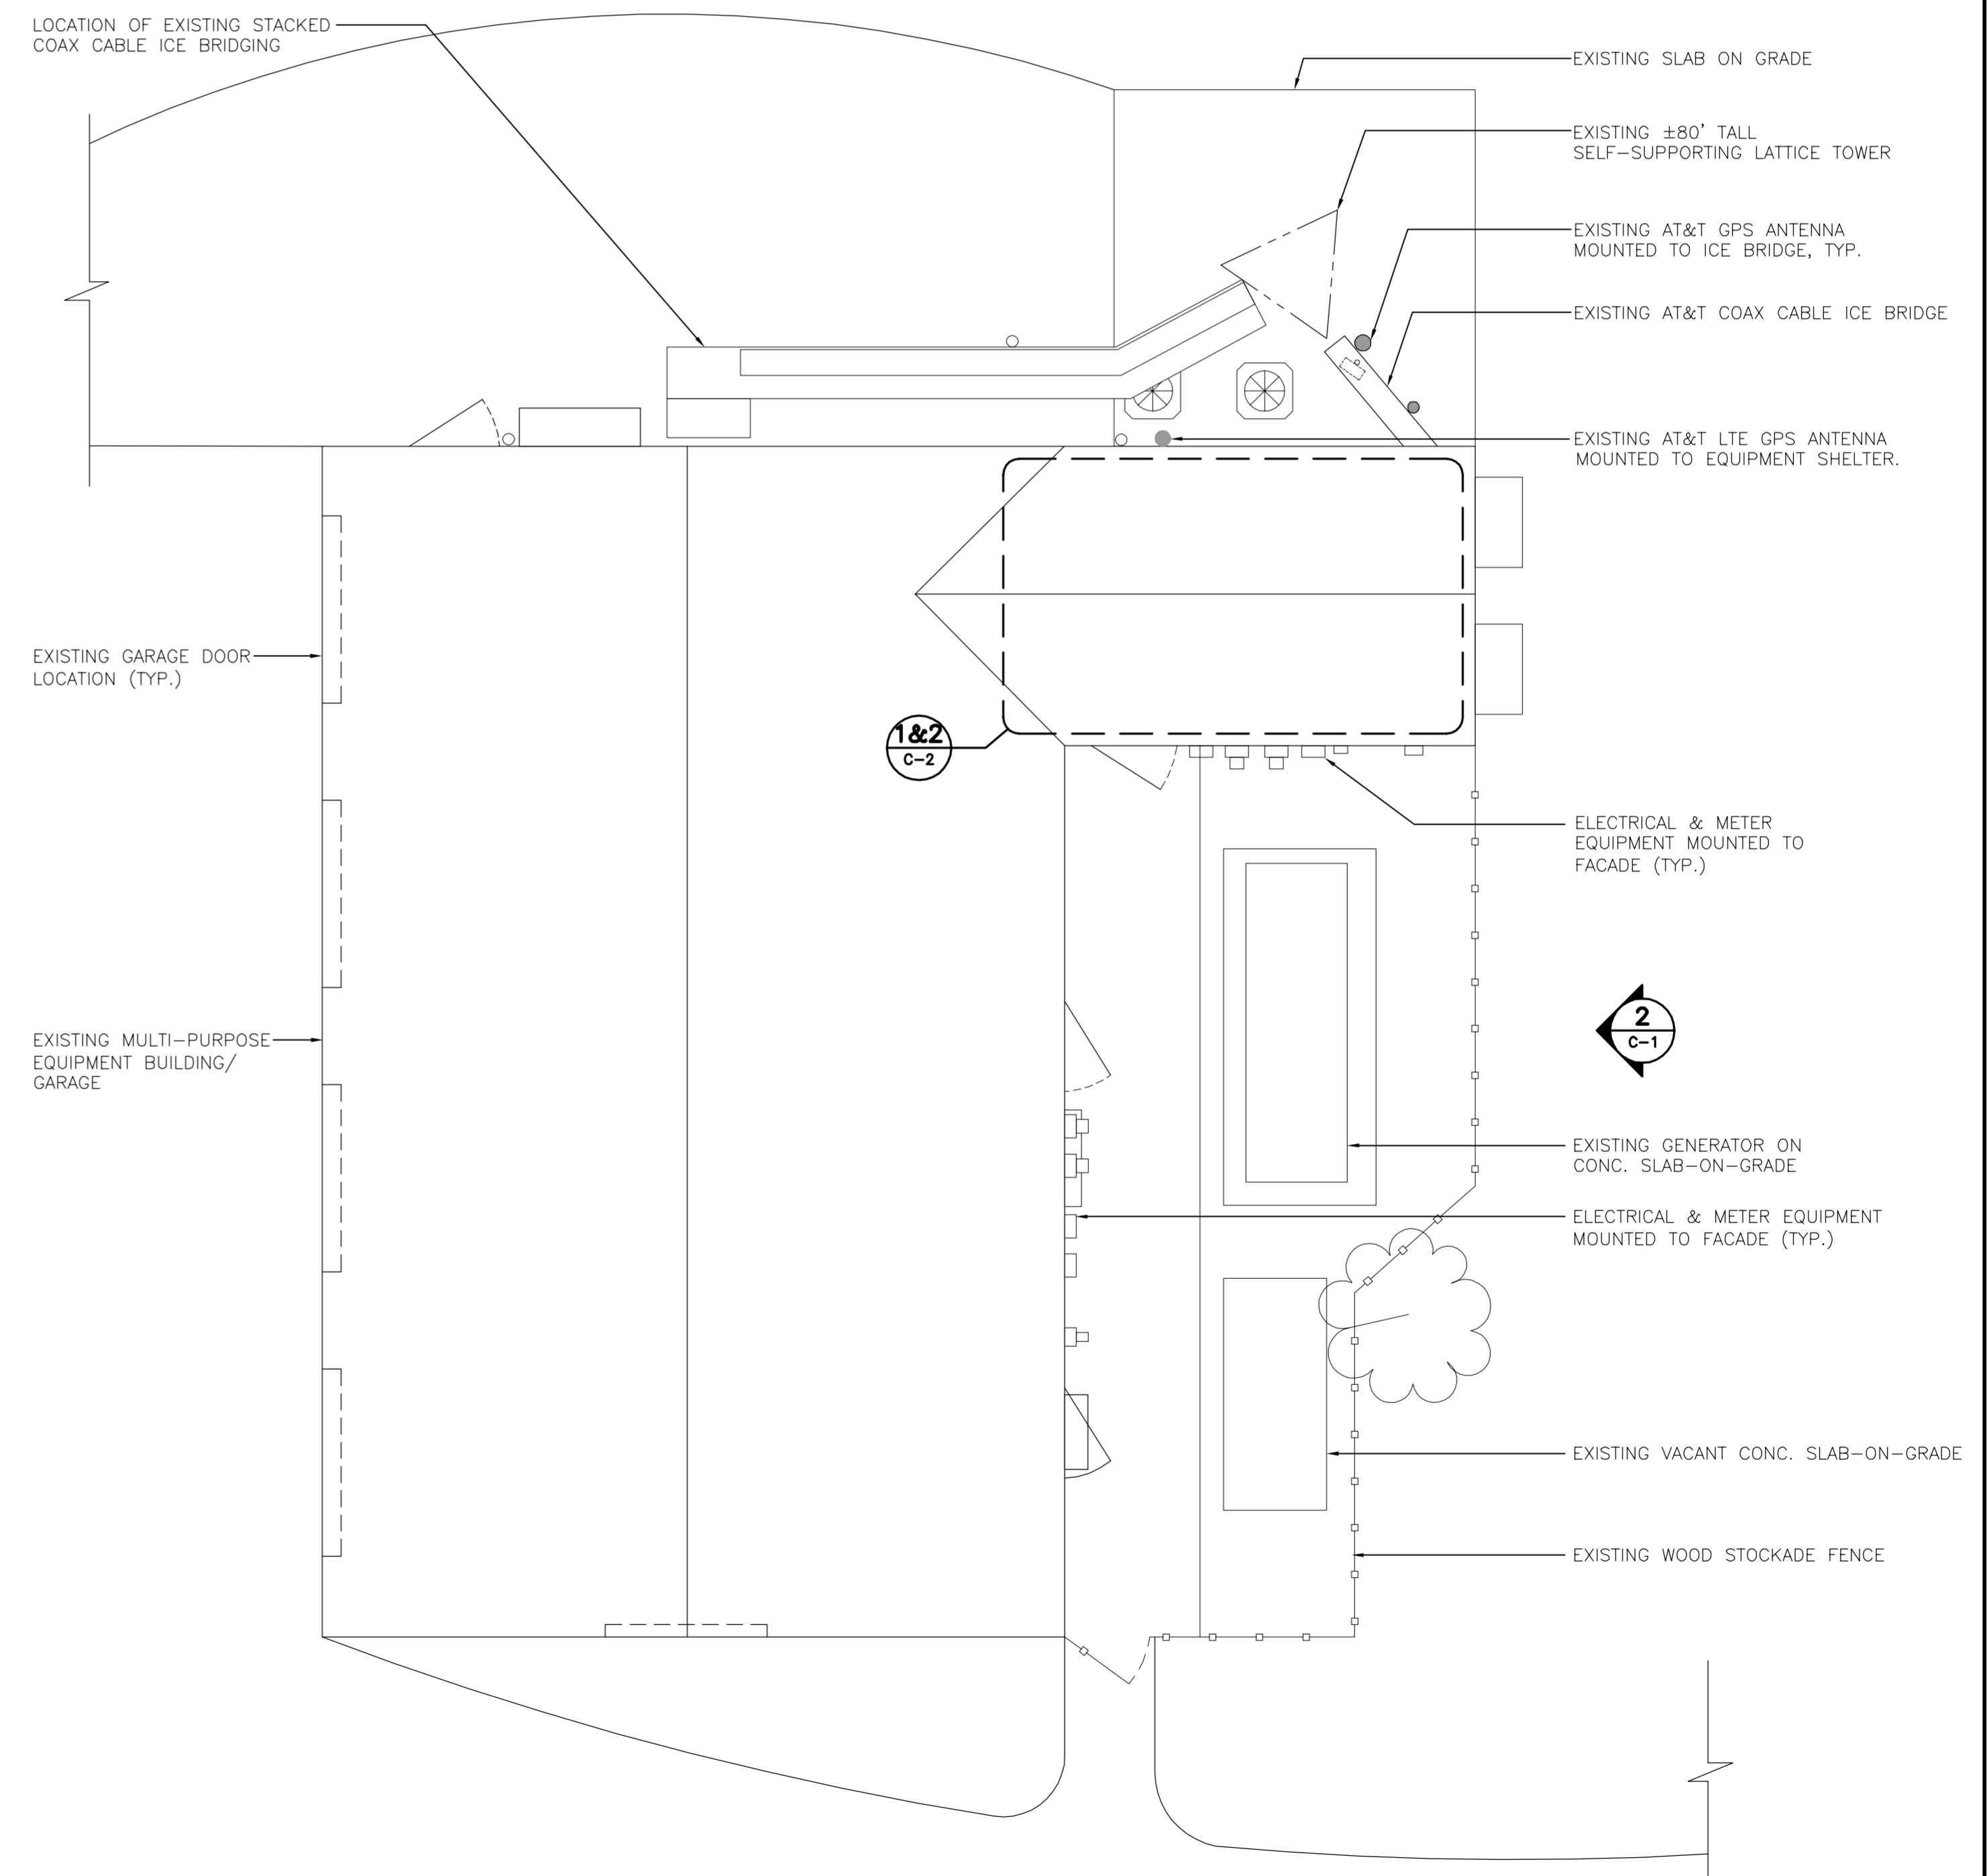 LOCATION OF EXISTING STACKED
COAX CABLE ICE BRIDGING
EXISTING SLAB ON GRADE
EXISTING ±80' TALL
SELF-SUPPORTING LATTICE TOWER
EXISTING AT&T GPS ANTENNA
MOUNTED TO ICE BRIDGE, TYP.
EXISTING AT&T COAX CABLE ICE BRIDGE
EXISTING AT&T LTE GPS ANTENNA
MOUNTED TO EQUIPMENT SHELTER.
EXISTING GARAGE DOOR
LOCATION (TYP.)
1&2
C-2
ELECTRICAL & METER
EQUIPMENT MOUNTED TO
FACADE (TYP.)
2
C-1
EXISTING MULTI-PURPOSE
EQUIPMENT BUILDING/
GARAGE
EXISTING GENERATOR ON
CONC. SLAB-ON-GRADE
ELECTRICAL & METER EQUIPMENT
MOUNTED TO FACADE (TYP.)
EXISTING VACANT CONC. SLAB-ON-GRADE
EXISTING WOOD STOCKADE FENCE